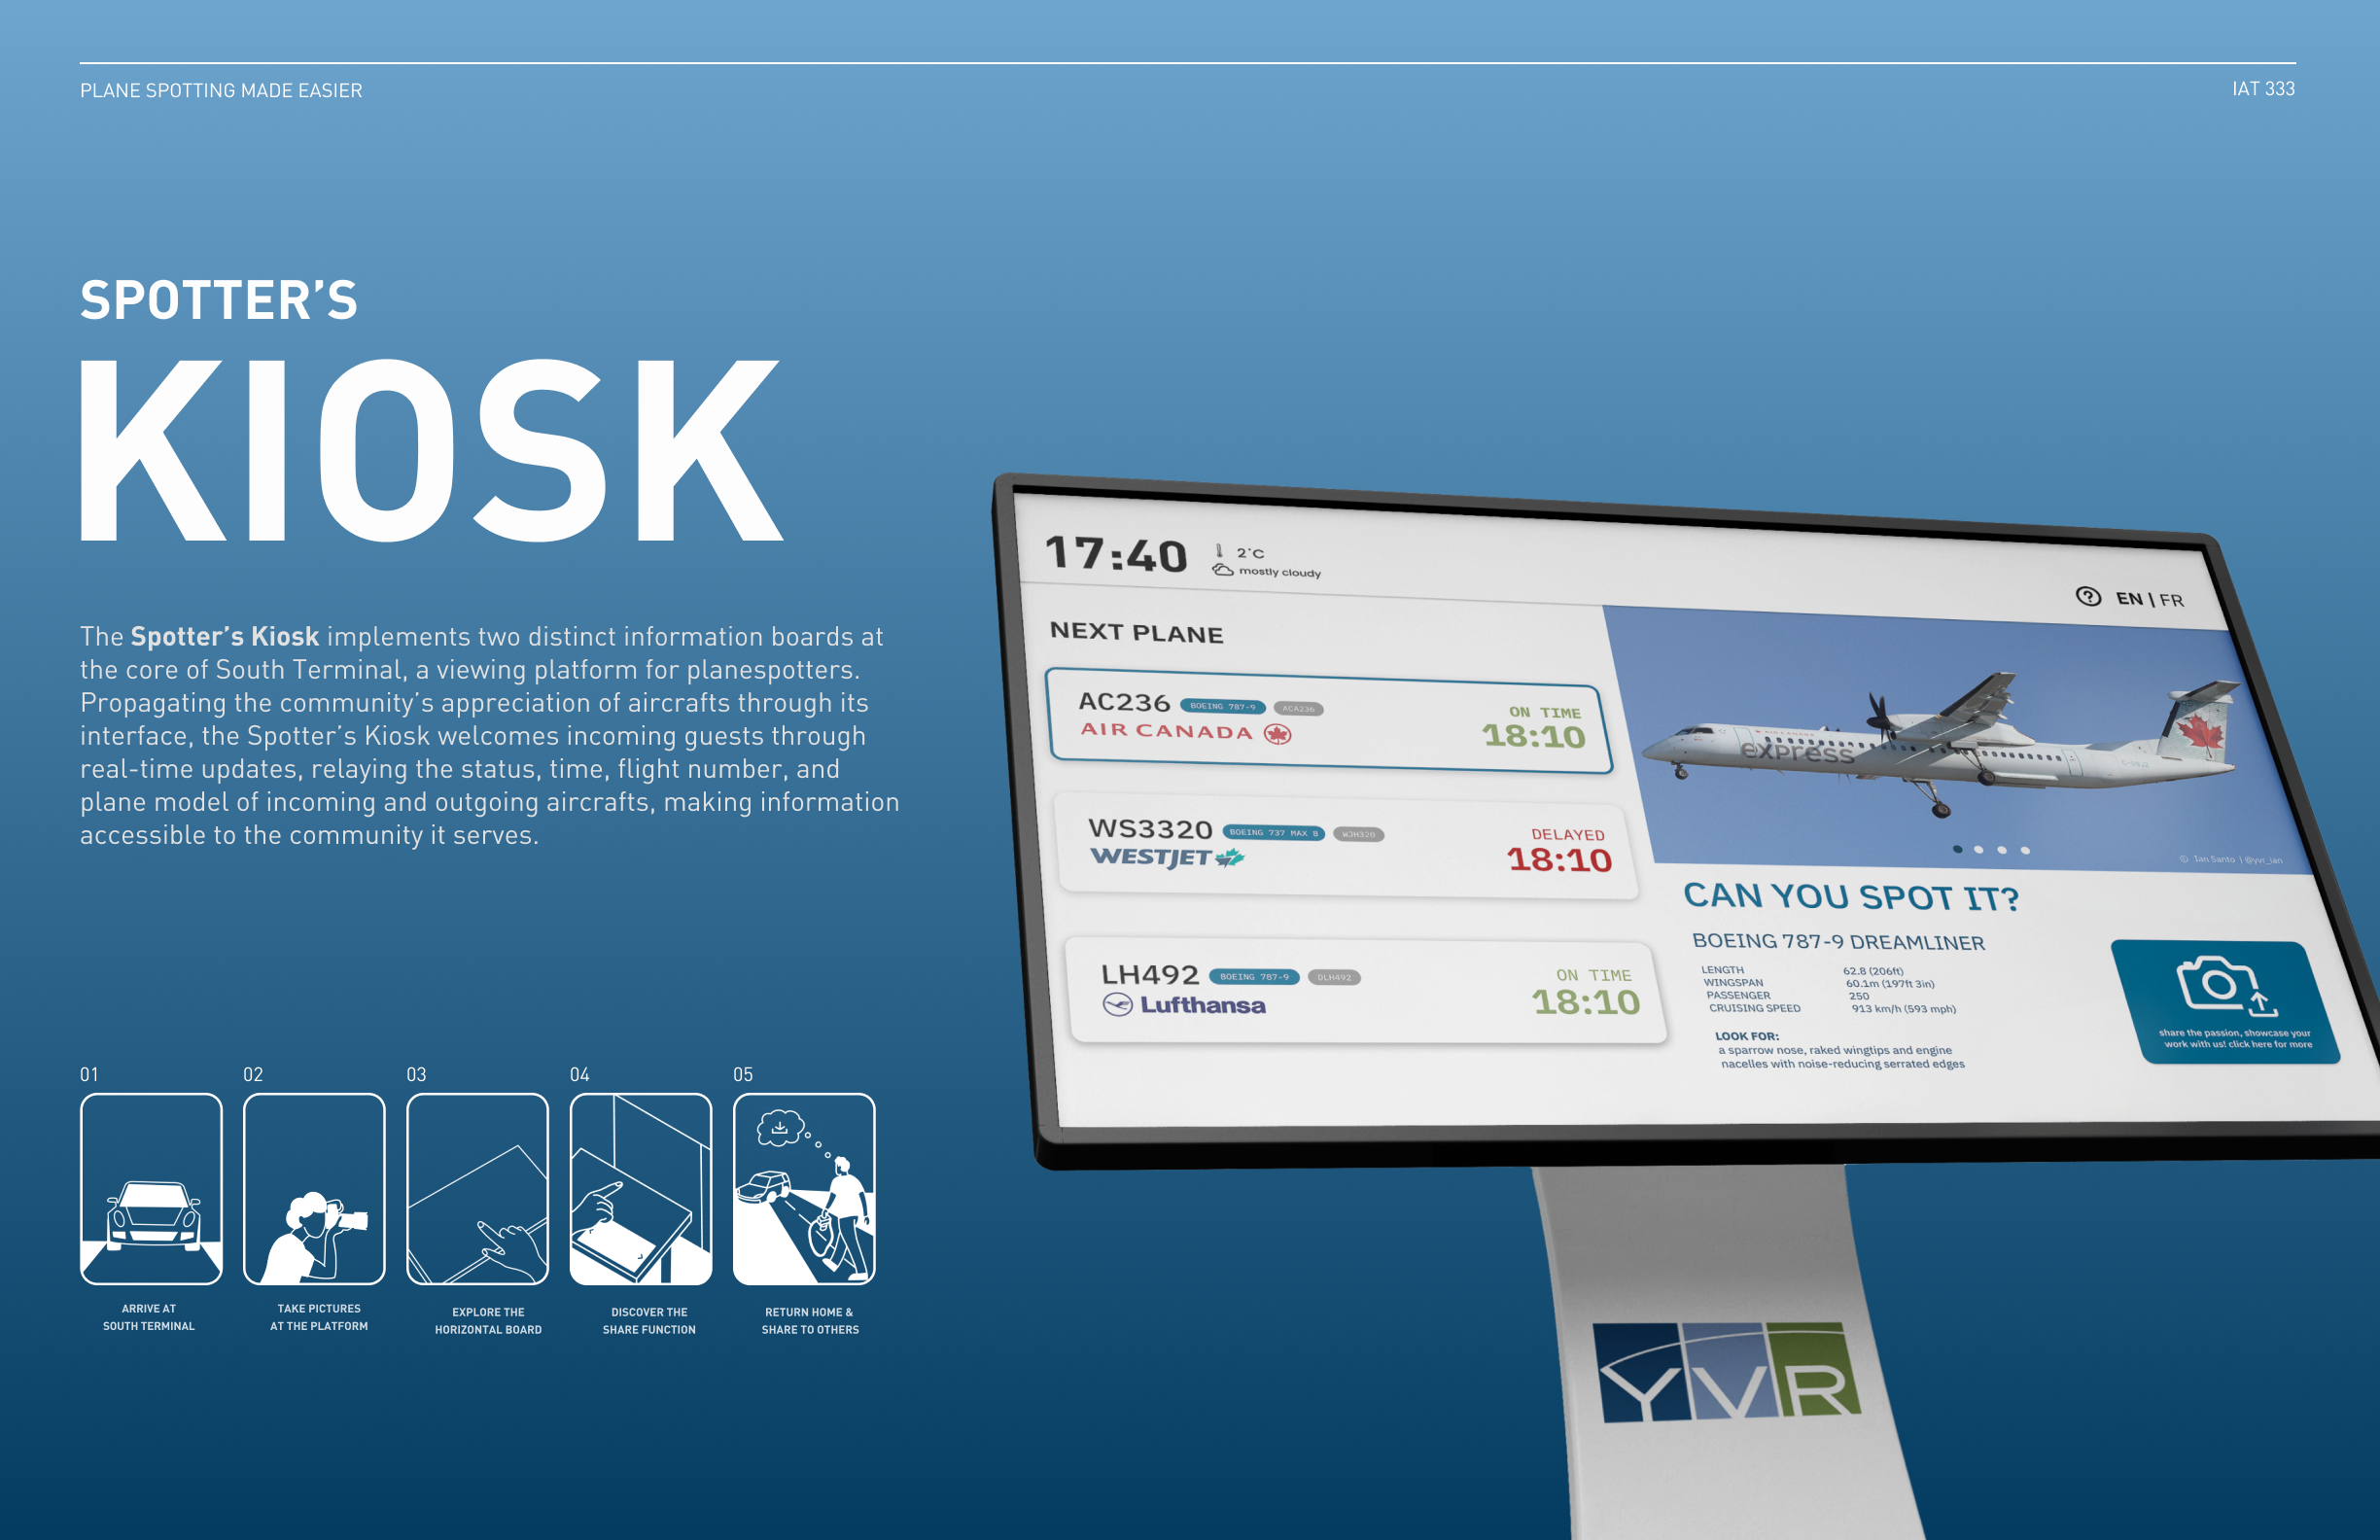 PLANE SPOTTING MADE EASIER
IAT 333
SPOTTER'S
KIOSK
The Spotter's Kiosk implements two distinct information boards at
the core of South Terminal, a viewing platform for planespotters.
Propagating the community's appreciation of aircrafts through its
interface, the Spotter's Kiosk welcomes incoming guests through
real-time updates, relaying the status, time, flight number, and
plane model of incoming and outgoing aircrafts, making information
accessible to the community it serves.
01
02
03
04
05
ARRIVE AT
SOUTH TERMINAL
TAKE PICTURES
AT THE PLATFORM
EXPLORE THE
HORIZONTAL BOARD
DISCOVER THE
SHARE FUNCTION
RETURN HOME &
SHARE TO OTHERS
17:40
2°C
mostly cloudy
EN | FR
NEXT PLANE
AC236 BOEING 787-9 ACA236
AIR CANADA
ON TIME
18:10
WS3320 BOEING 737 MAX 8 WJH320
WESTJET
DELAYED
18:10
LH492 BOEING 787-9 DLH492
Lufthansa
ON TIME
18:10
AIR CANADA
express
© Ian Santo | @yvr_ian
CAN YOU SPOT IT?
BOEING 787-9 DREAMLINER
LENGTH 62.8 (206ft)
WINGSPAN 60.1m (197ft 3in)
PASSENGER 250
CRUISING SPEED 913 km/h (593 mph)
LOOK FOR:
a sparrow nose, raked wingtips and engine
nacelles with noise-reducing serrated edges
share the passion, showcase your
work with us! click here for more
YVR